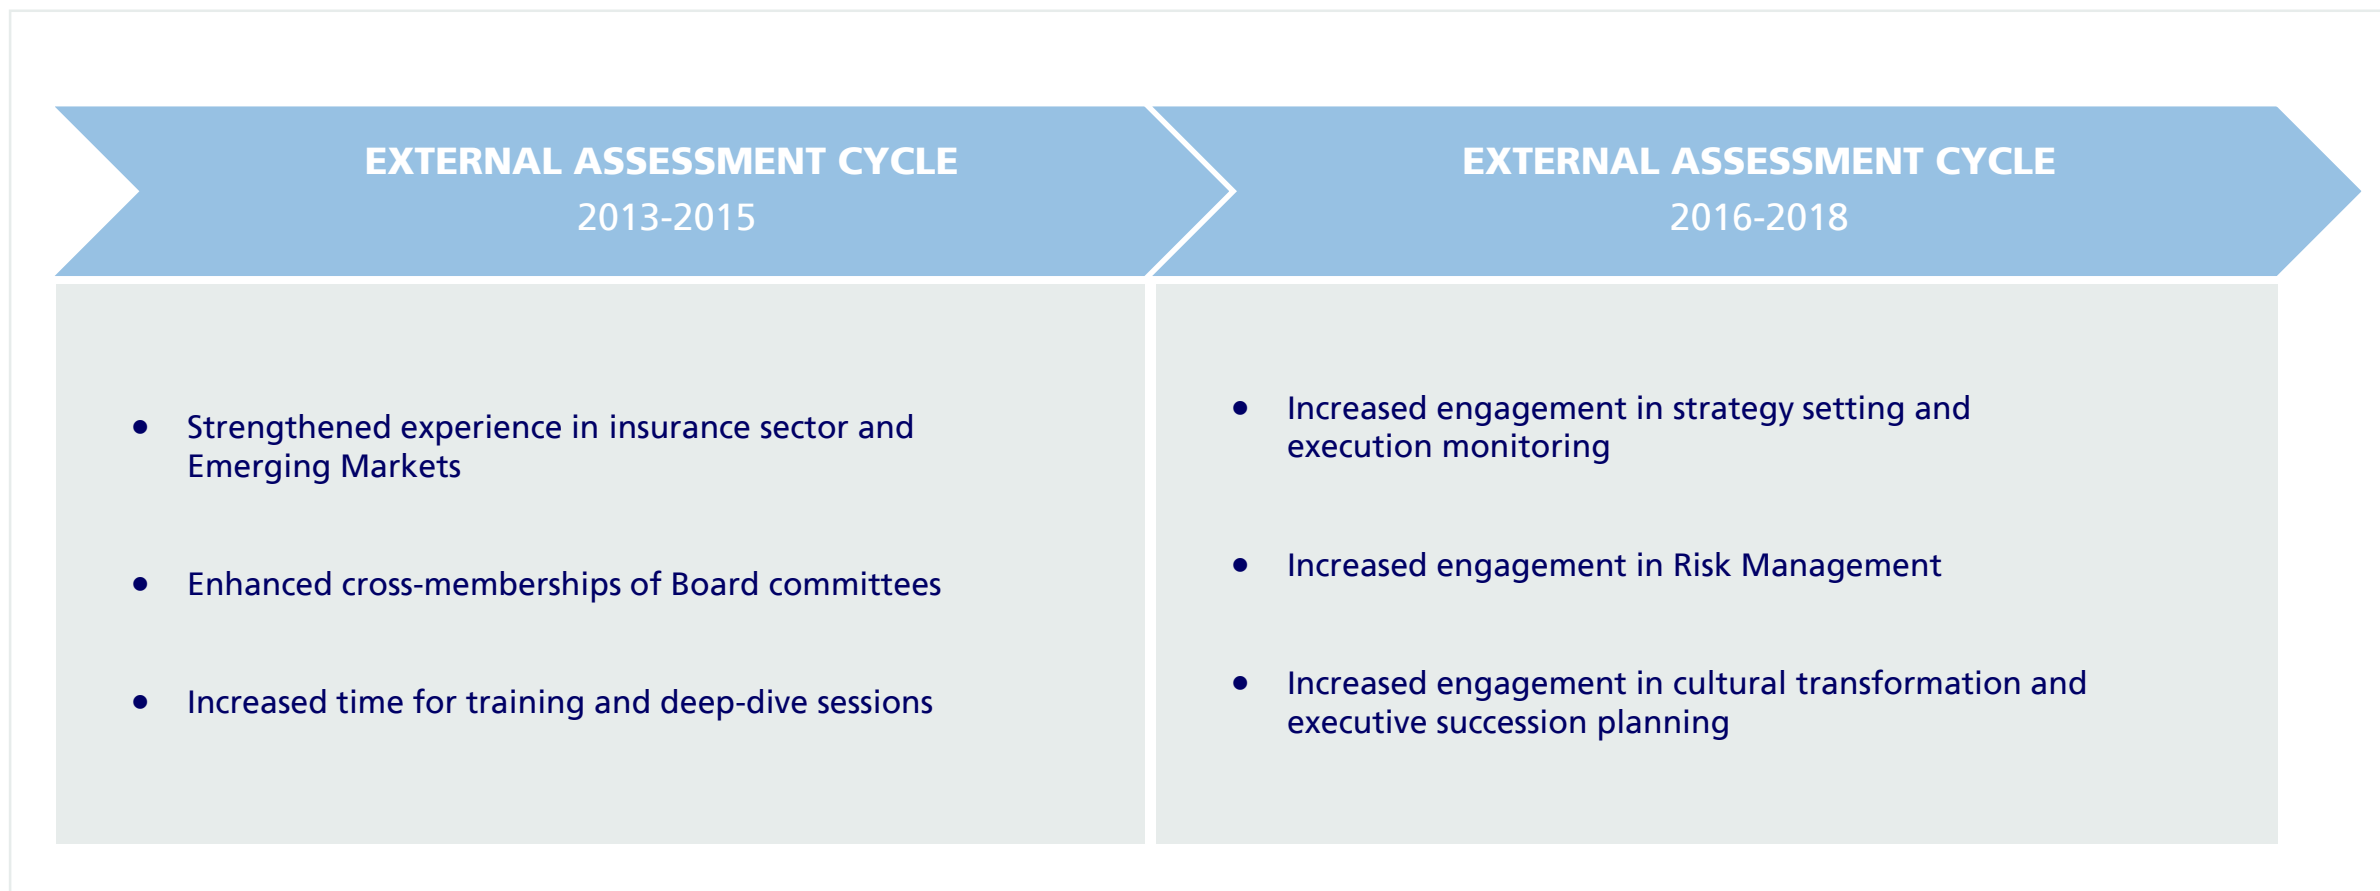 EXTERNAL ASSESSMENT CYCLE
2013-2015
• Strengthened experience in insurance sector and
Emerging Markets
• Enhanced cross-memberships of Board committees
• Increased time for training and deep-dive sessions
EXTERNAL ASSESSMENT CYCLE
2016-2018
• Increased engagement in strategy setting and
execution monitoring
• Increased engagement in Risk Management
• Increased engagement in cultural transformation and
executive succession planning